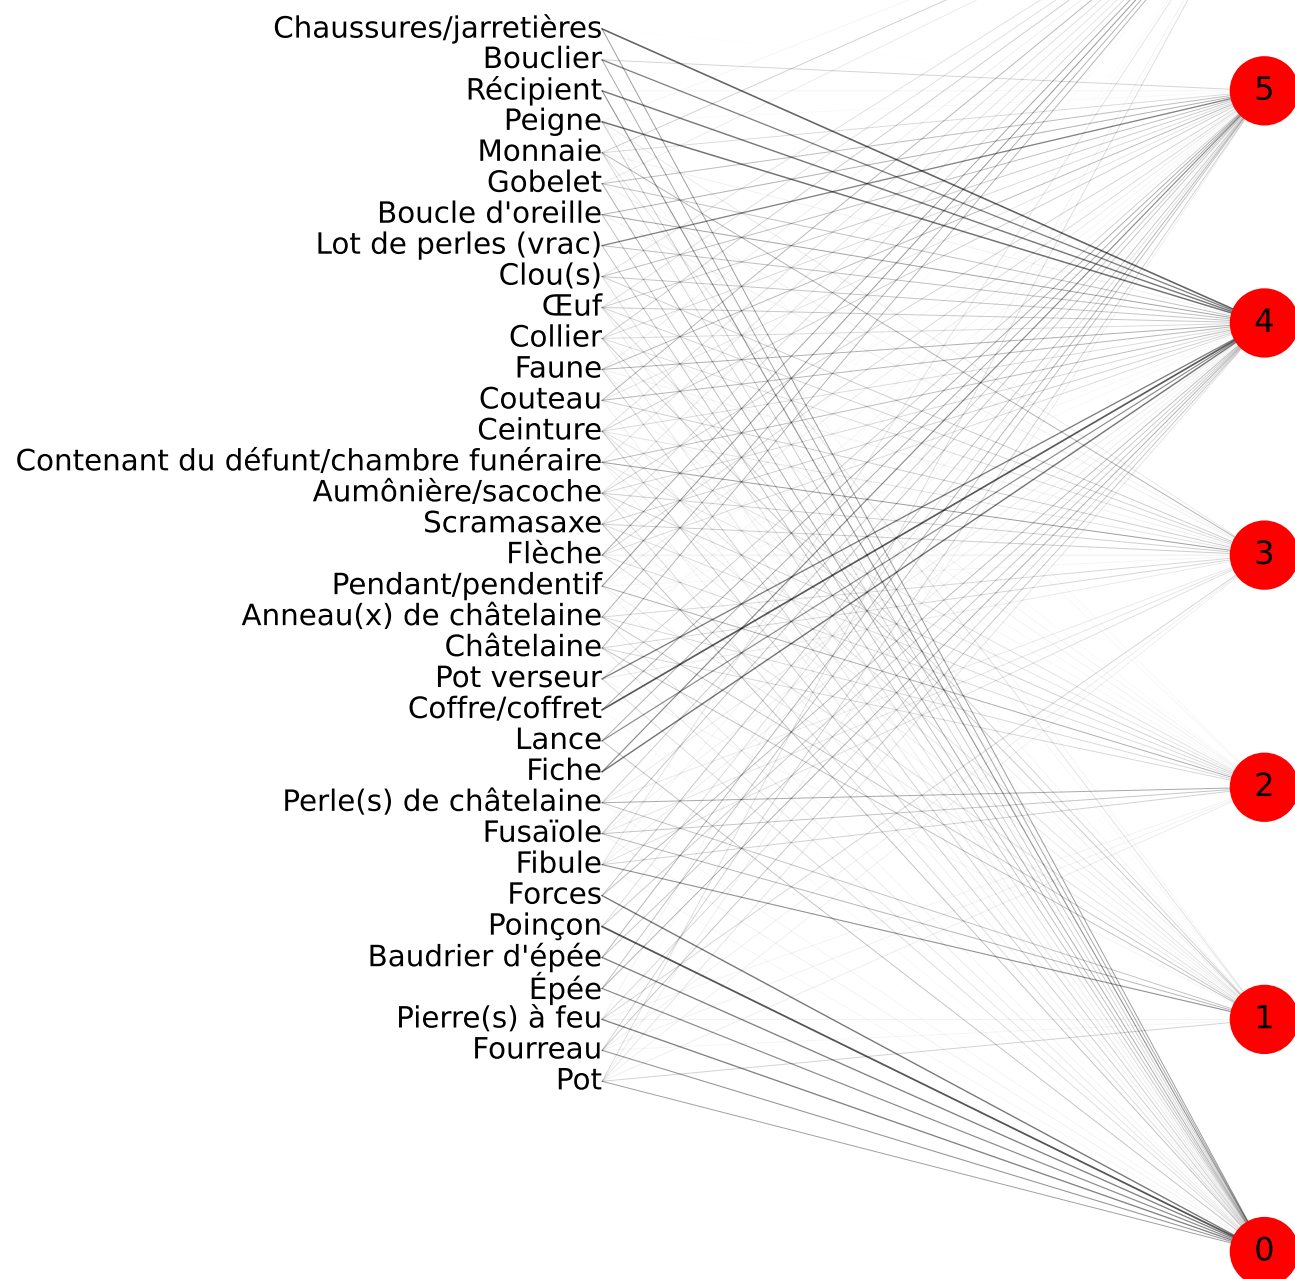 Chaussures/jarretières
Bouclier
Récipient
Peigne
Monnaie
Gobelet
Boucle d'oreille
Lot de perles (vrac)
Clou(s)
Œuf
Collier
Faune
Couteau
Ceinture
Contenant du défunt/chambre funéraire
Aumônière/sacoche
Scramasaxe
Flèche
Pendant/pendentif
Anneau(x) de châtelaine
Châtelaine
Pot verseur
Coffre/coffret
Lance
Fiche
Perle(s) de châtelaine
Fusaïole
Fibule
Forces
Poinçon
Baudrier d'épée
Épée
Pierre(s) à feu
Fourreau
Pot
5
4
3
2
1
0